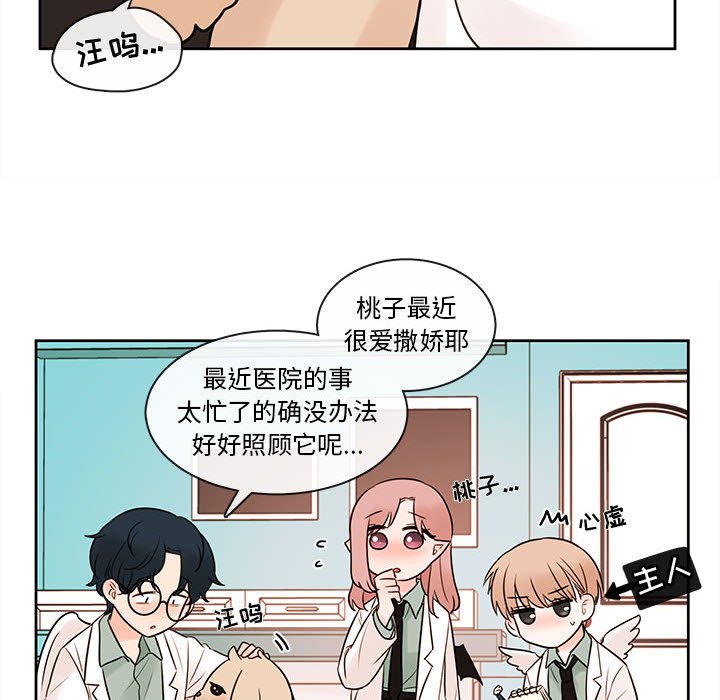 汪呜...
桃子最近
很爱撒娇耶
最近医院的事
太忙了的确没办法
好好照顾它呢...
桃子...
心虚
主人
汪呜